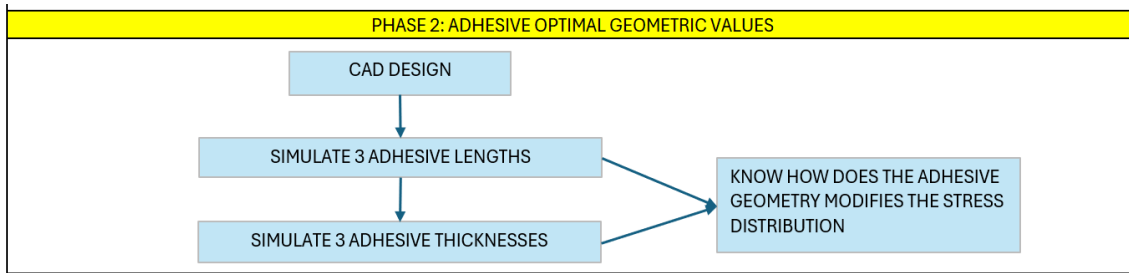 PHASE 2: ADHESIVE OPTIMAL GEOMETRIC VALUES
CAD DESIGN
SIMULATE 3 ADHESIVE LENGTHS
KNOW HOW DOES THE ADHESIVE
GEOMETRY MODIFIES THE STRESS
DISTRIBUTION
SIMULATE 3 ADHESIVE THICKNESSES